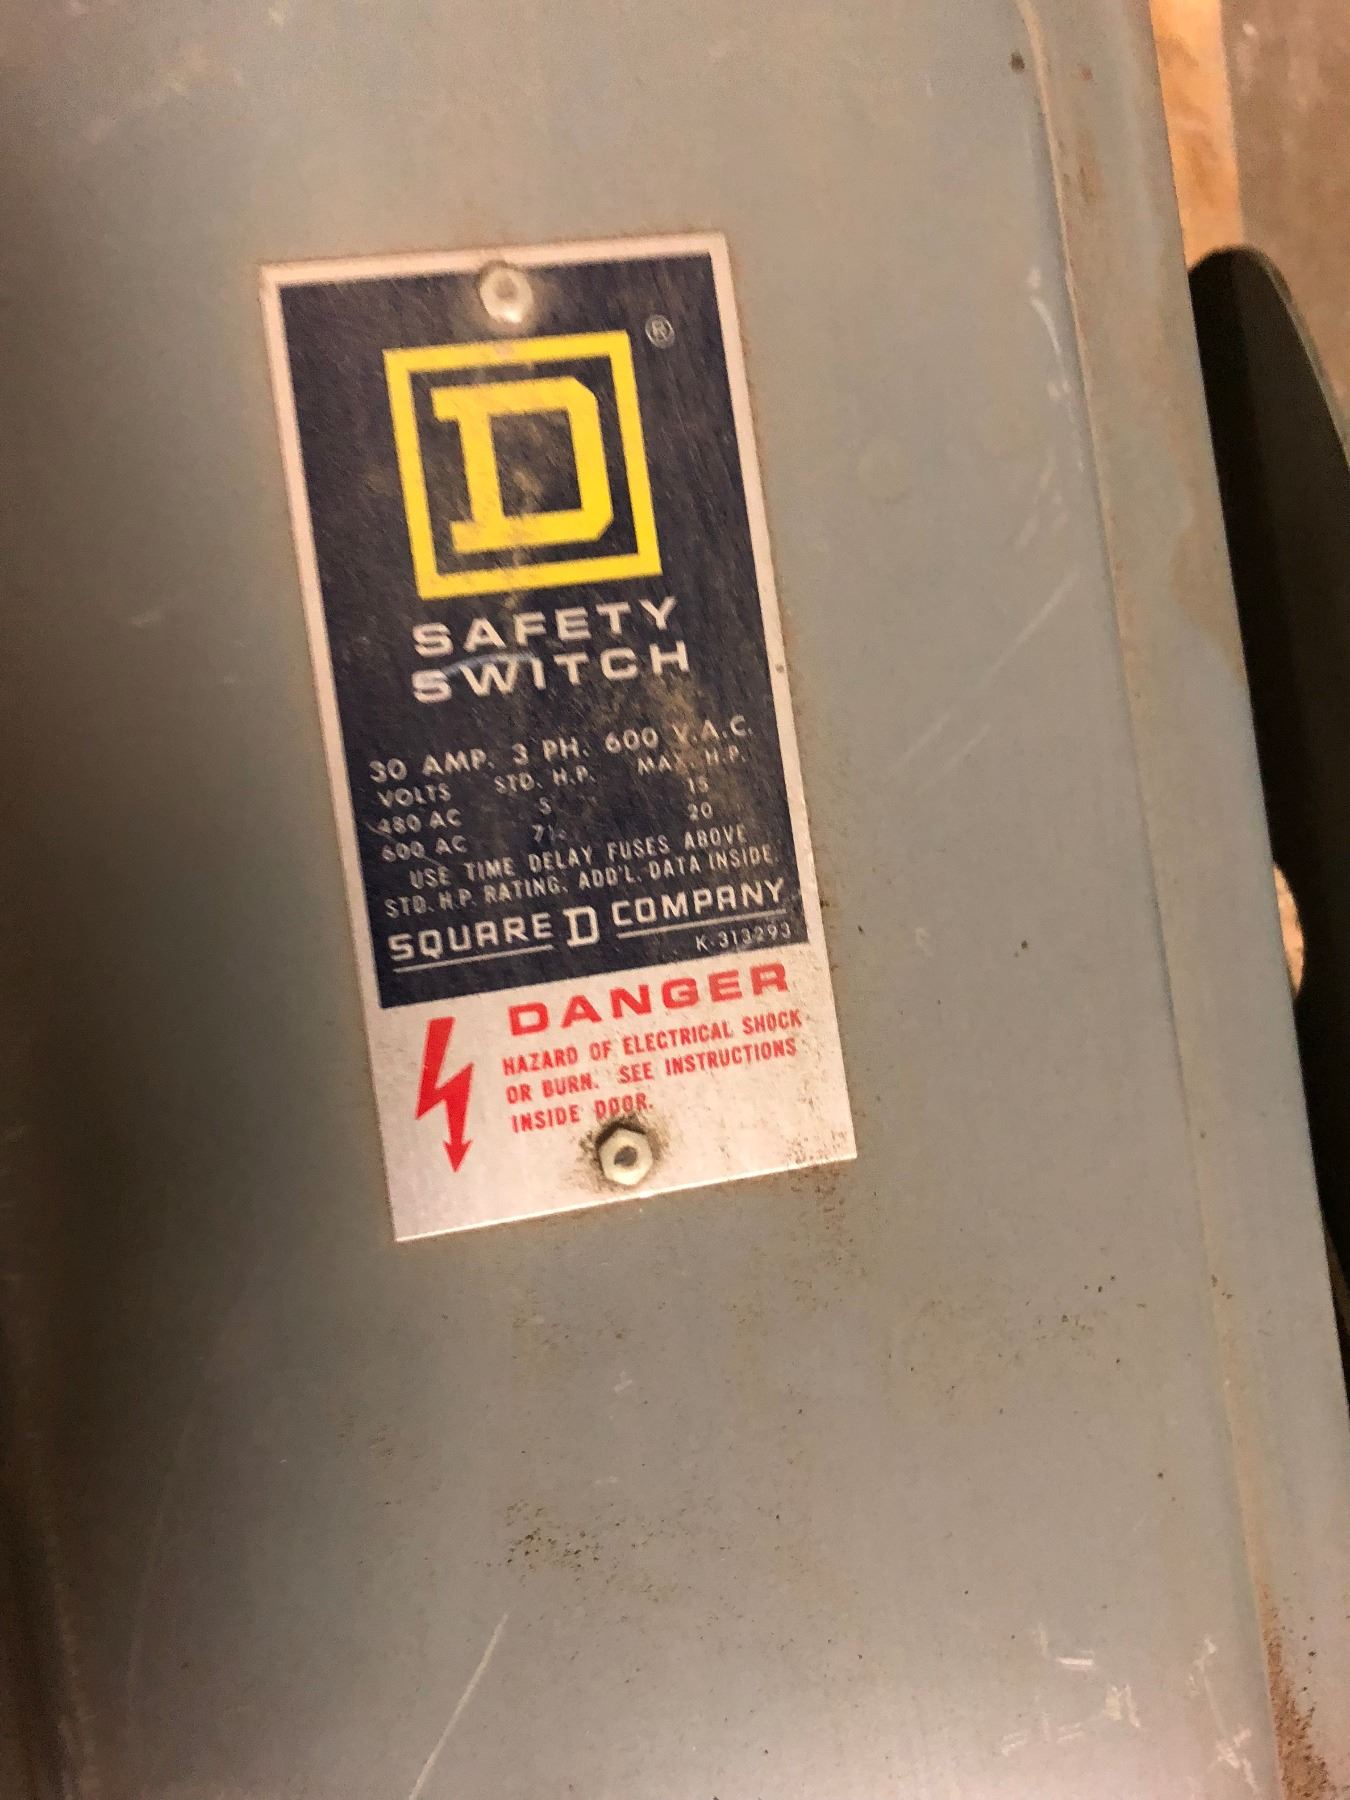 ®
D
SAFETY
SWITCH
30 AMP. 3 PH. 600 V.A.C.
VOLTS STD. H.P. MAX. H.P.
480 AC 5 15
600 AC 7½ 20
USE TIME DELAY FUSES ABOVE
STD. H.P. RATING. ADD'L. DATA INSIDE.
SQUARE D COMPANY
K-313293
DANGER
HAZARD OF ELECTRICAL SHOCK
OR BURN. SEE INSTRUCTIONS
INSIDE DOOR.